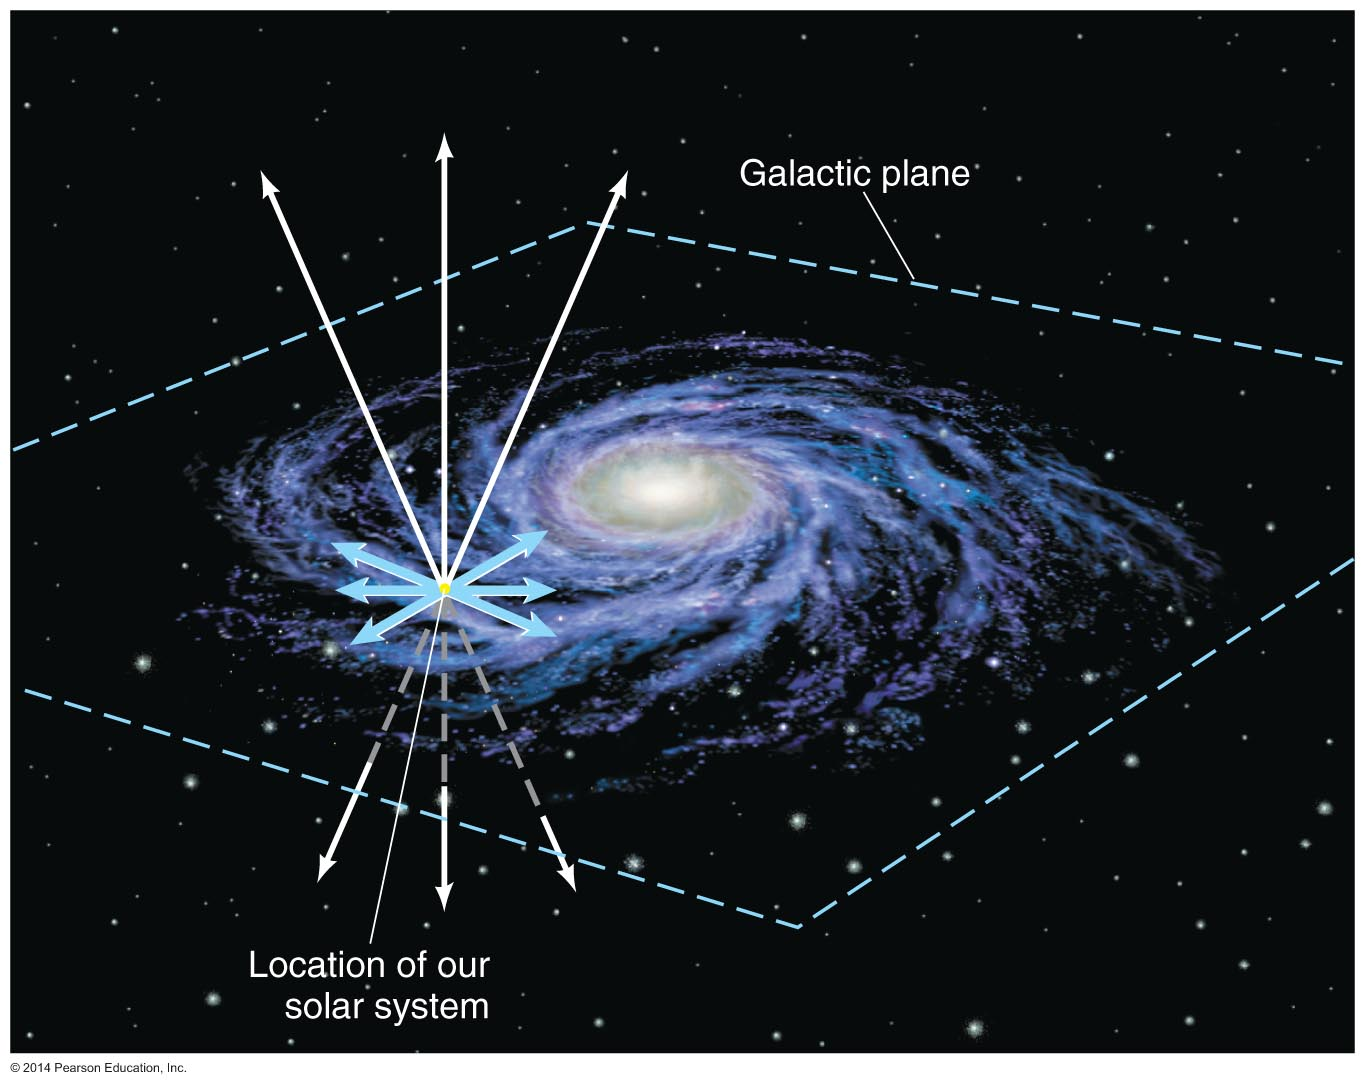 Galactic plane
Location of our
solar system
© 2014 Pearson Education, Inc.